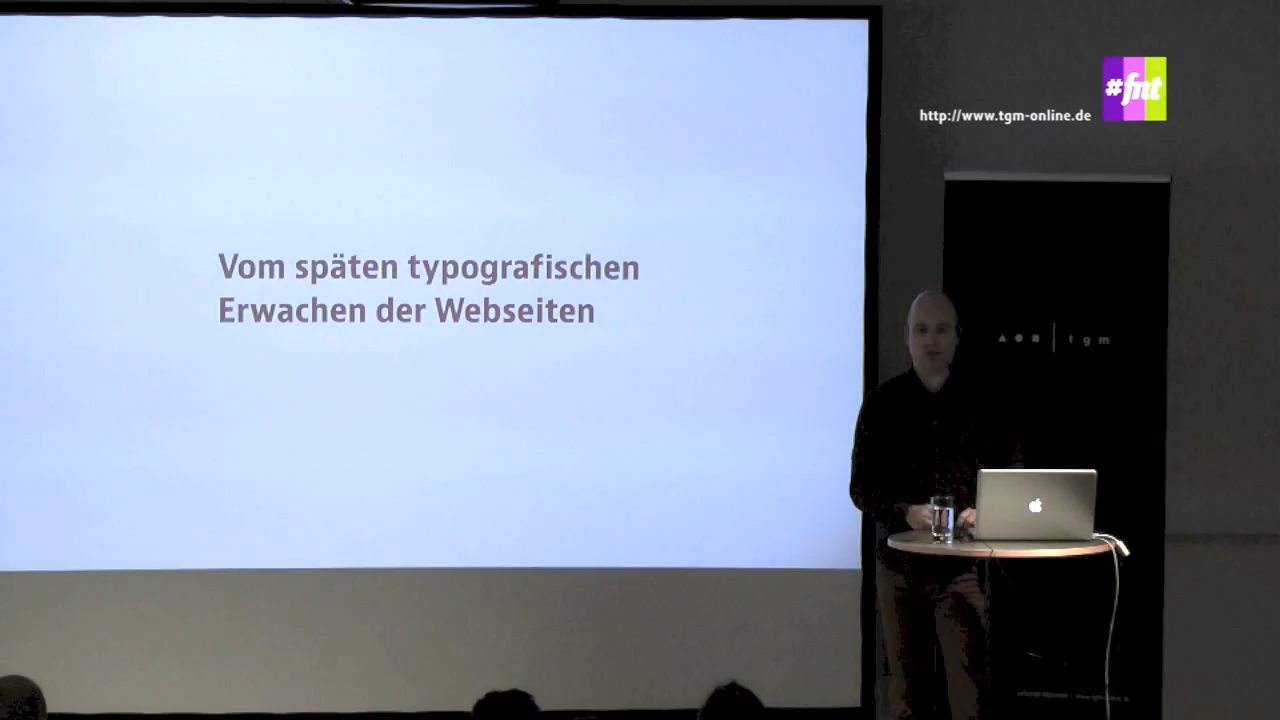 #fnt
http://www.tgm-online.de
Vom späten typografischen
Erwachen der Webseiten
tgm